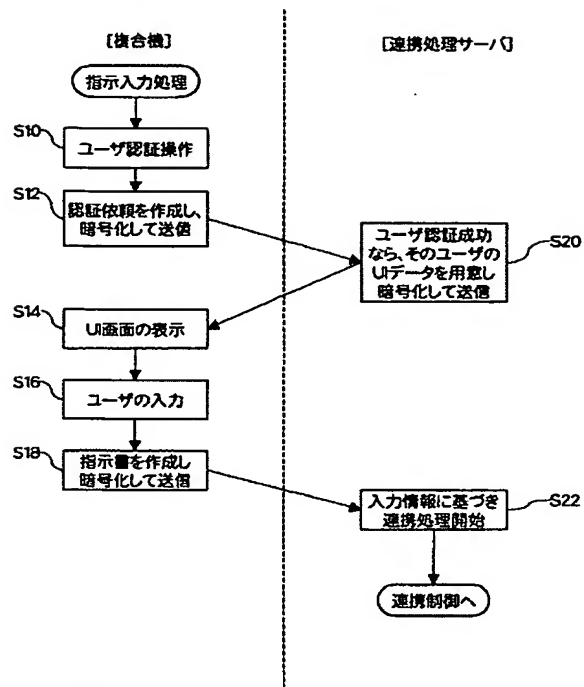 [複合機]
[連携処理サーバ]
指示入力処理
S10
ユーザ認証操作
S12
認証依頼を作成し、
暗号化して送信
ユーザ認証成功
なら、そのユーザの
UIデータを用意し
暗号化して送信
S20
S14
UI画面の表示
S16
ユーザの入力
S18
指示書を作成し
暗号化して送信
入力情報に基づき
連携処理開始
S22
連携制御へ